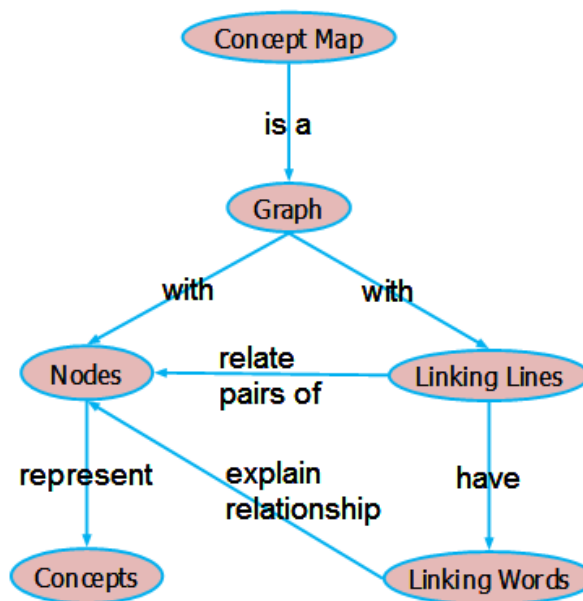 Concept Map
is a
Graph
with
with
Nodes
relate
pairs of
Linking Lines
represent
explain
relationship
have
Concepts
Linking Words